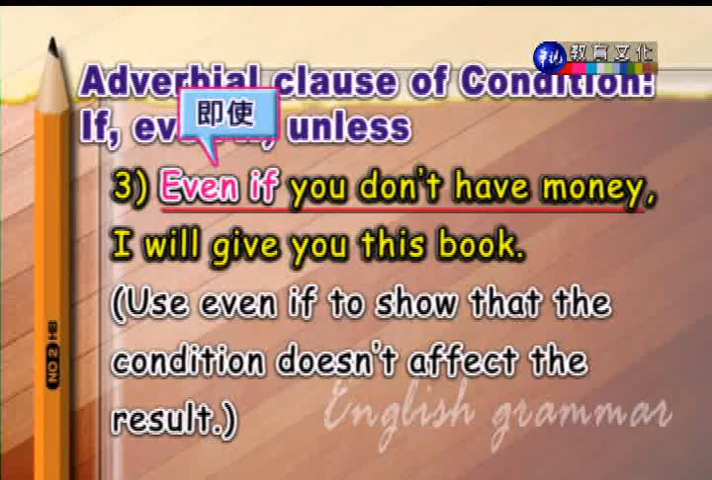 教育文化
Adverbial clause of Condition:
即使
If, ev unless
3) Even if you don't have money,
I will give you this book.
(Use even if to show that the
condition doesn't affect the
result.)
English grammar
NO 2 HB